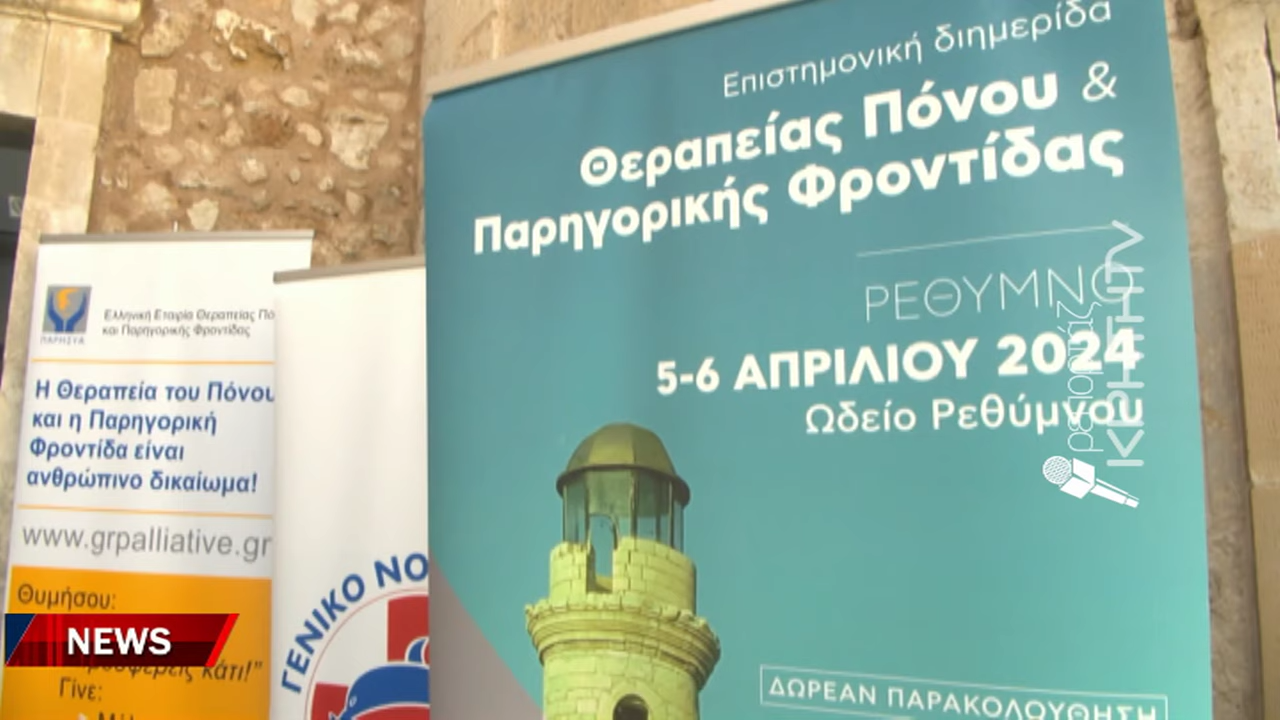 Επιστημονική διημερίδα
Θεραπείας Πόνου &
Παρηγορικής Φροντίδας
ΡΕΘΥΜΝΟ
5-6 ΑΠΡΙΛΙΟΥ 2024
Ωδείο Ρεθύμνου
ΔΩΡΕΑΝ ΠΑΡΑΚΟΛΟΥΘΗΣΗ
ρεπορτάζ
ΚΡΗΤΗ TV
ΠΑΡΗΣΥΑ
Ελληνική Εταιρία Θεραπείας
και Παρηγορικής Φροντίδας
Η Θεραπεία του Πόνου
και η Παρηγορική
Φροντίδα είναι
ανθρώπινο δικαίωμα!
www.grpalliative.gr
Θυμήσου:
κάτι!"
Γίνε:
ΓΕΝΙΚΟ
NEWS